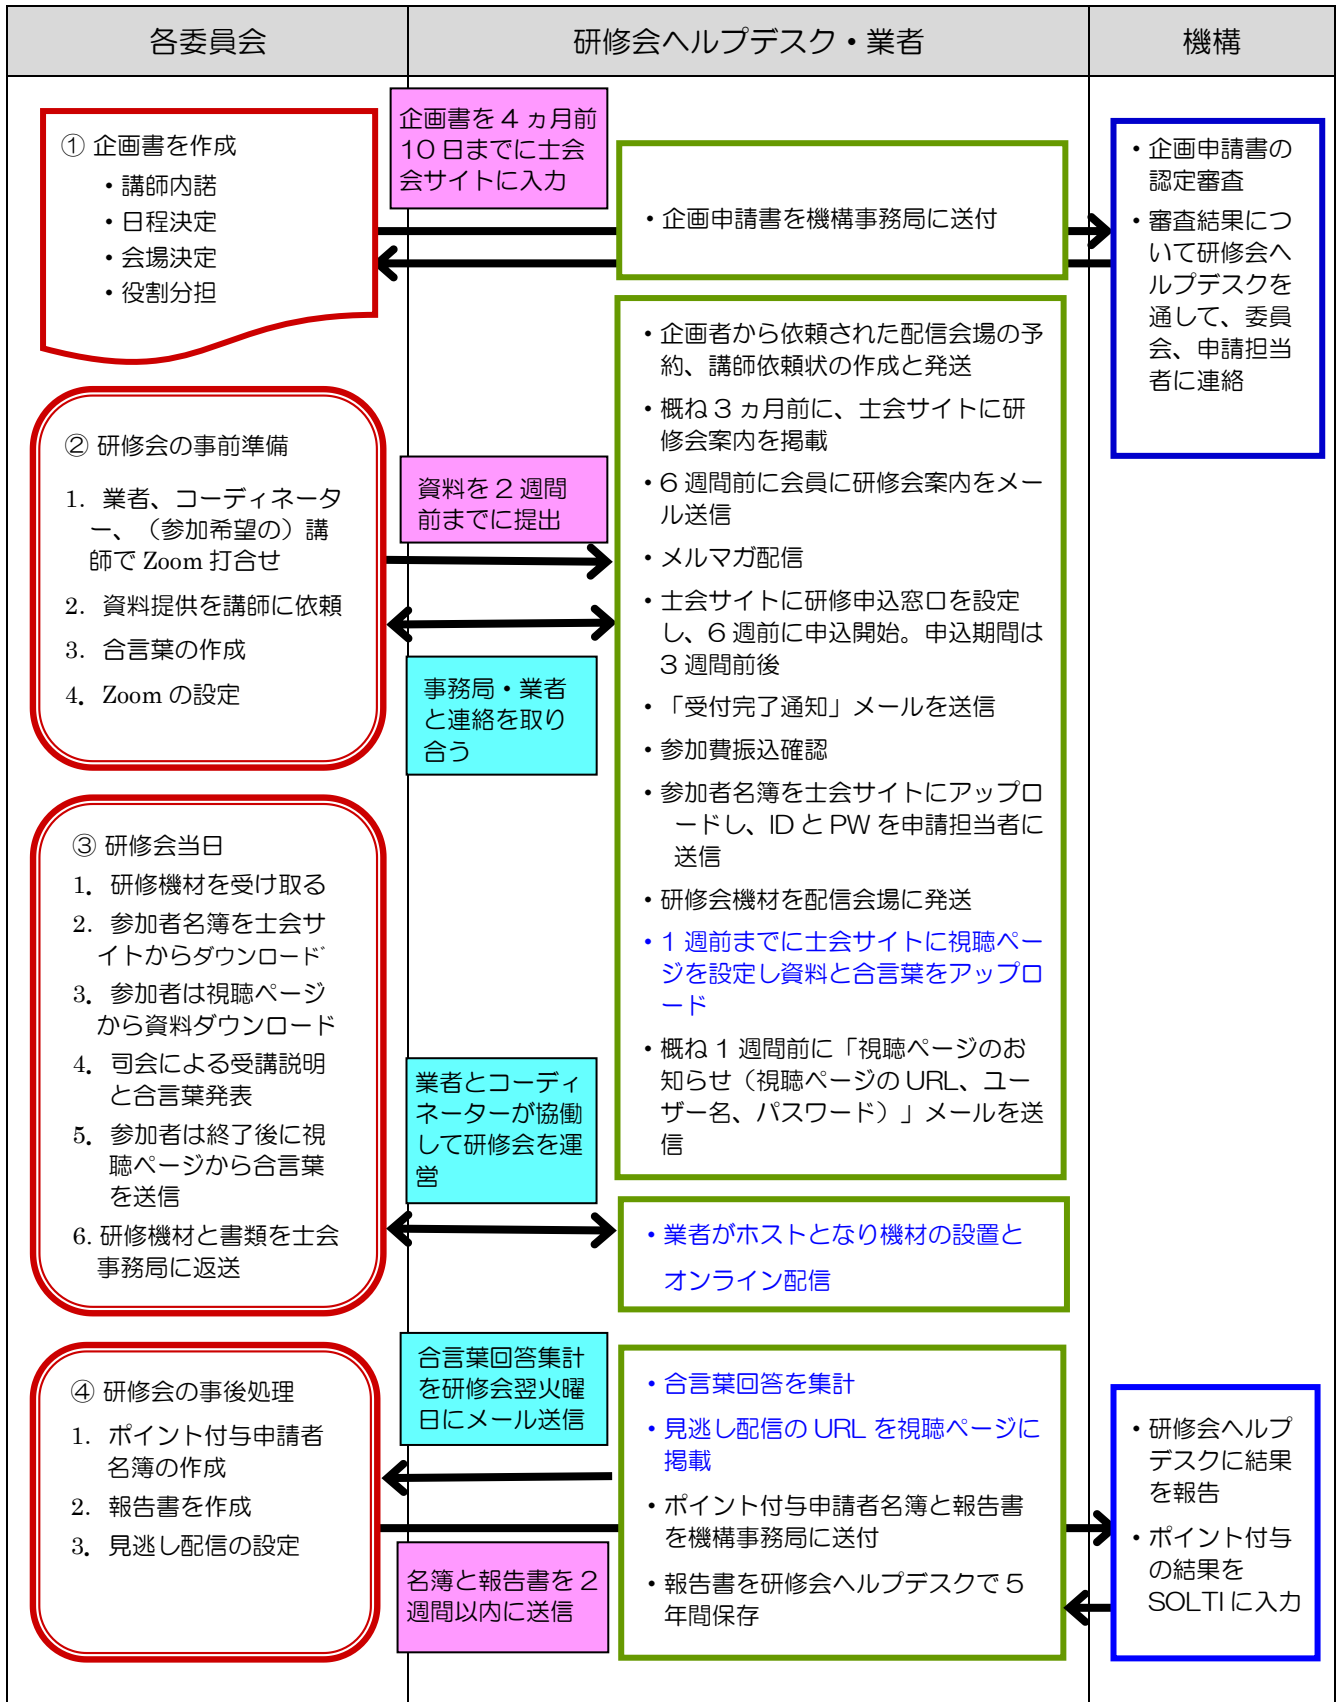 各委員会
研修会ヘルプデスク・業者
機構
① 企画書を作成
・講師内諾
・日程決定
・会場決定
・役割分担
企画書を４ヵ月前
10日までに士会
会サイトに入力
・企画申請書を機構事務局に送付
・企画申請書の
認定審査
・審査結果につ
いて研修会へ
ルプデスクを
通して、委員
会、申請担当
者に連絡
② 研修会の事前準備
1. 業者、コーディネータ
ー、（参加希望の）講
師で Zoom 打合せ
2. 資料提供を講師に依頼
3. 合言葉の作成
4. Zoom の設定
資料を２週間
前までに提出
事務局・業者
と連絡を取り
合う
・企画者から依頼された配信会場の予
約、講師依頼状の作成と発送
・概ね３ヵ月前に、士会サイトに研
修会案内を掲載
・６週間前に会員に研修会案内をメー
ル送信
・メルマガ配信
・士会サイトに研修申込窓口を設定
し、６週前に申込開始。申込期間は
３週間前後
・「受付完了通知」メールを送信
・参加費振込確認
・参加者名簿を士会サイトにアップロ
ードし、ID と PW を申請担当者に
送信
・研修会機材を配信会場に発送
・1 週前までに士会サイトに視聴ペー
ジを設定し資料と合言葉をアップロ
ード
・概ね 1 週間前に「視聴ページのお
知らせ（視聴ページの URL、ユー
ザー名、パスワード）」メールを送
信
③ 研修会当日
1. 研修機材を受け取る
2. 参加者名簿を士会サ
イトからダウンロード
3. 参加者は視聴ページ
から資料ダウンロード
4. 司会による受講説明
と合言葉発表
5. 参加者は終了後に視
聴ページから合言葉
を送信
6. 研修機材と書類を士会
事務局に返送
業者とコーディ
ネーターが協働
して研修会を運
営
・業者がホストとなり機材の設置と
オンライン配信
④ 研修会の事後処理
1. ポイント付与申請者
名簿の作成
2. 報告書を作成
3. 見逃し配信の設定
合言葉回答集計
を研修会翌火曜
日にメール送信
名簿と報告書を２
週間以内に送信
・合言葉回答を集計
・見逃し配信の URL を視聴ページに
掲載
・ポイント付与申請者名簿と報告書
を機構事務局に送付
・報告書を研修会ヘルプデスクで５
年間保存
・研修会ヘルプ
デスクに結果
を報告
・ポイント付与
の結果を
SOLTI に入力